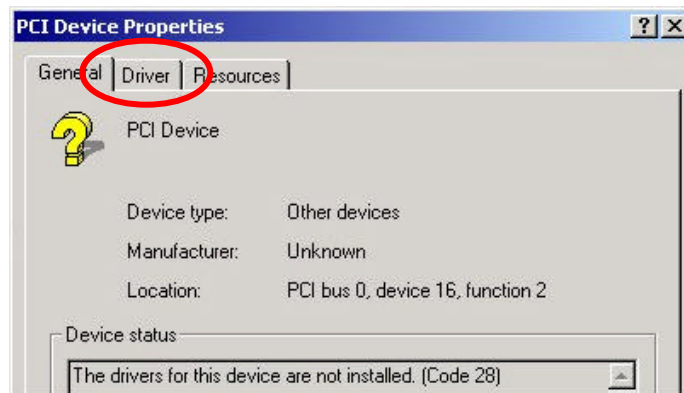 PCI Device Properties
General Driver Resources
PCI Device
Device type: Other devices
Manufacturer: Unknown
Location: PCI bus 0, device 16, function 2
Device status
The drivers for this device are not installed. (Code 28)